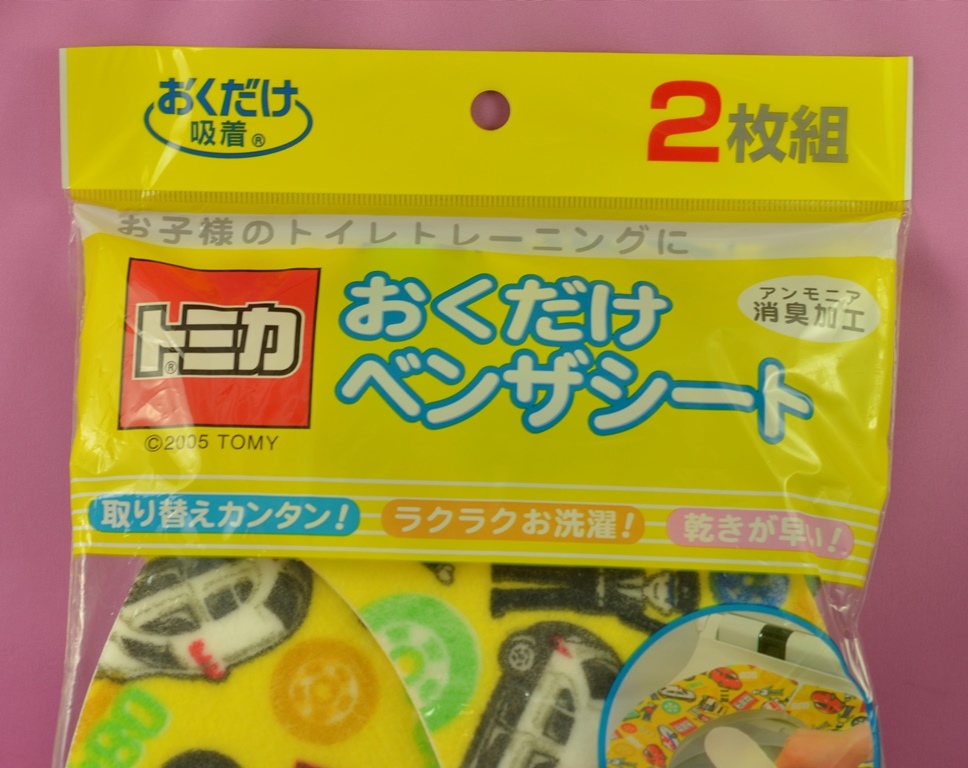 おくだけ
吸着®
2枚組
お子様のトイレトレーニングに
トミカ®
©2005 TOMY
おくだけ
ベンザシート
アンモニア
消臭加工
取り替えカンタン!
ラクラクお洗濯!
乾きが早い!